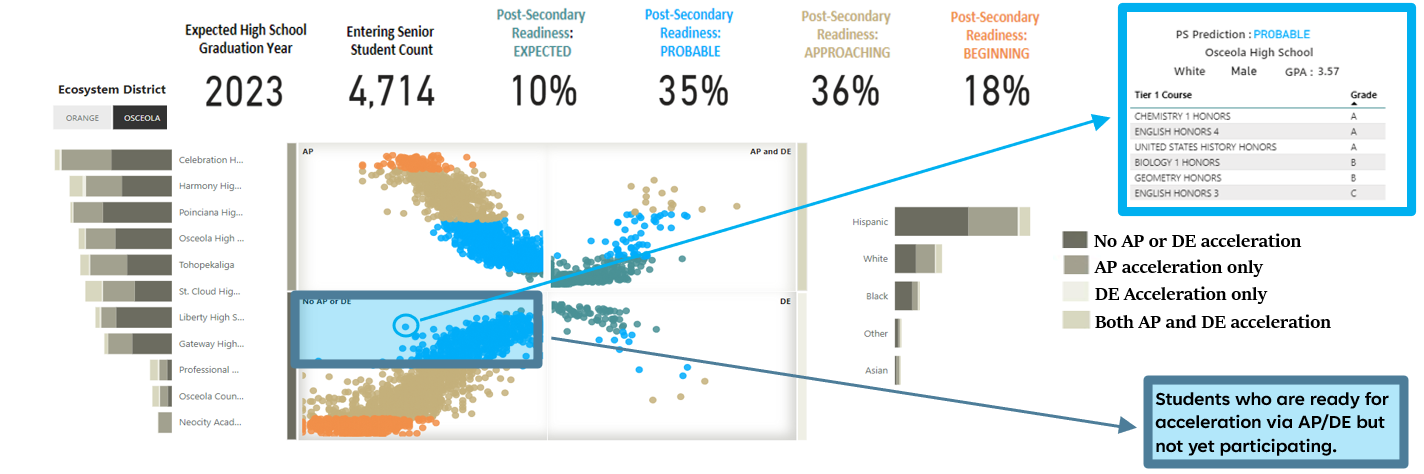 Expected High School
Graduation Year
2023
Entering Senior
Student Count
4,714
Post-Secondary
Readiness:
EXPECTED
10%
Post-Secondary
Readiness:
PROBABLE
35%
Post-Secondary
Readiness:
APPROACHING
36%
Post-Secondary
Readiness:
BEGINNING
18%
Ecosystem District
ORANGE OSCEOLA
Celebration H...
Harmony Hig...
Poinciana Hig...
Osceola High ...
Tohopekaliga
St. Cloud Hig...
Liberty High S...
Gateway High...
Professional ...
Osceola Coun...
Neocity Acad...
AP
AP and DE
No AP or DE
DE
PS Prediction : PROBABLE
Osceola High School
White Male GPA : 3.57
Tier 1 Course Grade
CHEMISTRY 1 HONORS A
ENGLISH HONORS 4 A
UNITED STATES HISTORY HONORS A
BIOLOGY 1 HONORS B
GEOMETRY HONORS B
ENGLISH HONORS 3 C
Hispanic
White
Black
Other
Asian
No AP or DE acceleration
AP acceleration only
DE Acceleration only
Both AP and DE acceleration
Students who are ready for
acceleration via AP/DE but
not yet participating.